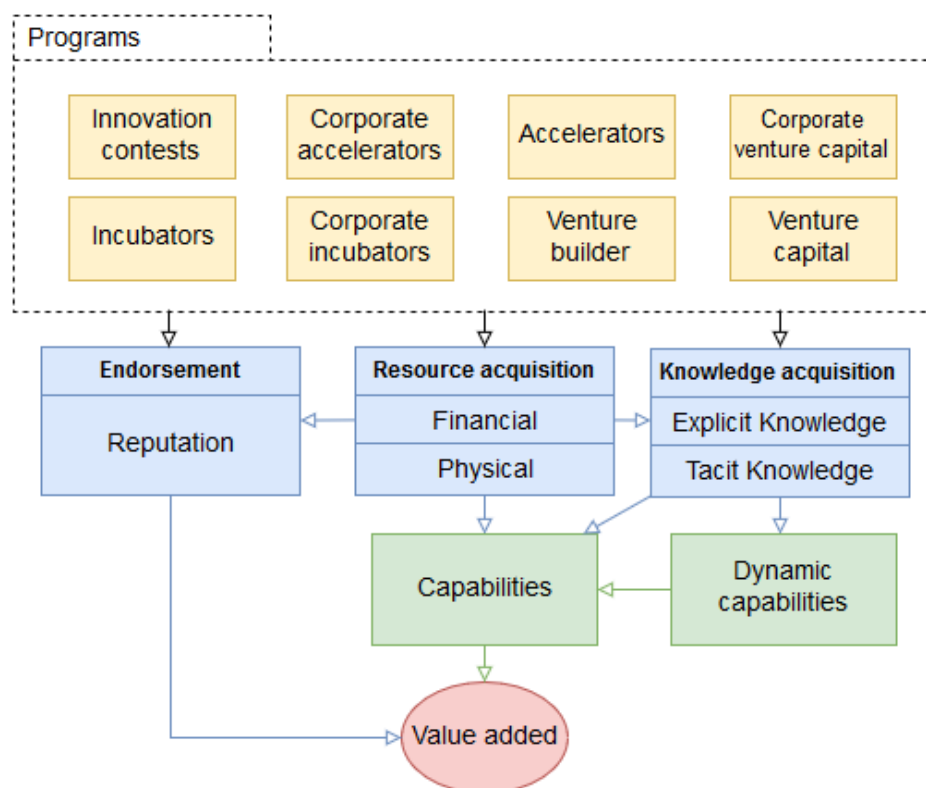 Programs
Innovation
contests
Corporate
accelerators
Accelerators
Corporate
venture capital
Incubators
Corporate
incubators
Venture
builder
Venture
capital
Endorsement
Reputation
Resource acquisition
Financial
Physical
Knowledge acquisition
Explicit Knowledge
Tacit Knowledge
Capabilities
Dynamic
capabilities
Value added